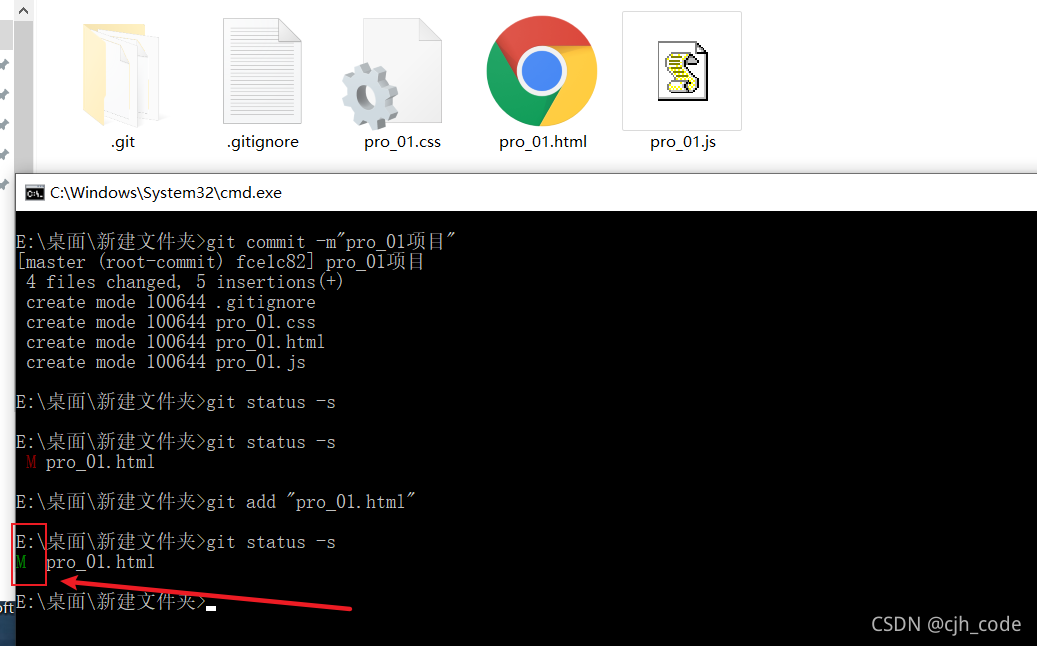 .git
.gitignore
pro_01.css
pro_01.html
pro_01.js
C:\Windows\System32\cmd.exe
E:\桌面\新建文件夹>git commit -m"pro_01项目"
[master (root-commit) fce1c82] pro_01项目
4 files changed, 5 insertions(+)
create mode 100644 .gitignore
create mode 100644 pro_01.css
create mode 100644 pro_01.html
create mode 100644 pro_01.js
E:\桌面\新建文件夹>git status -s
E:\桌面\新建文件夹>git status -s
M pro_01.html
E:\桌面\新建文件夹>git add "pro_01.html"
E:\桌面\新建文件夹>git status -s
M  pro_01.html
E:\桌面\新建文件夹>
CSDN @cjh_code